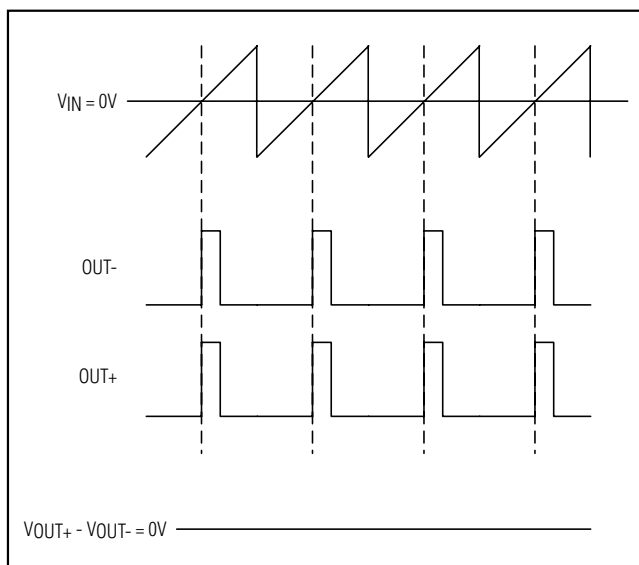 VIN = 0V
OUT-
OUT+
VOUT+ - VOUT- = 0V